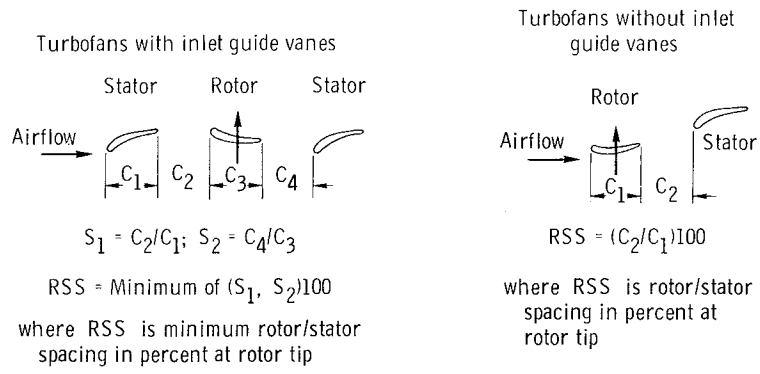 Turbofans with inlet guide vanes
Stator Rotor Stator
Airflow
C1 C2 C3 C4
S1 = C2/C1; S2 = C4/C3
RSS = Minimum of (S1, S2)100
where RSS is minimum rotor/stator
spacing in percent at rotor tip
Turbofans without inlet
guide vanes
Rotor
Airflow
Stator
C1 C2
RSS = (C2/C1)100
where RSS is rotor/stator
spacing in percent at
rotor tip